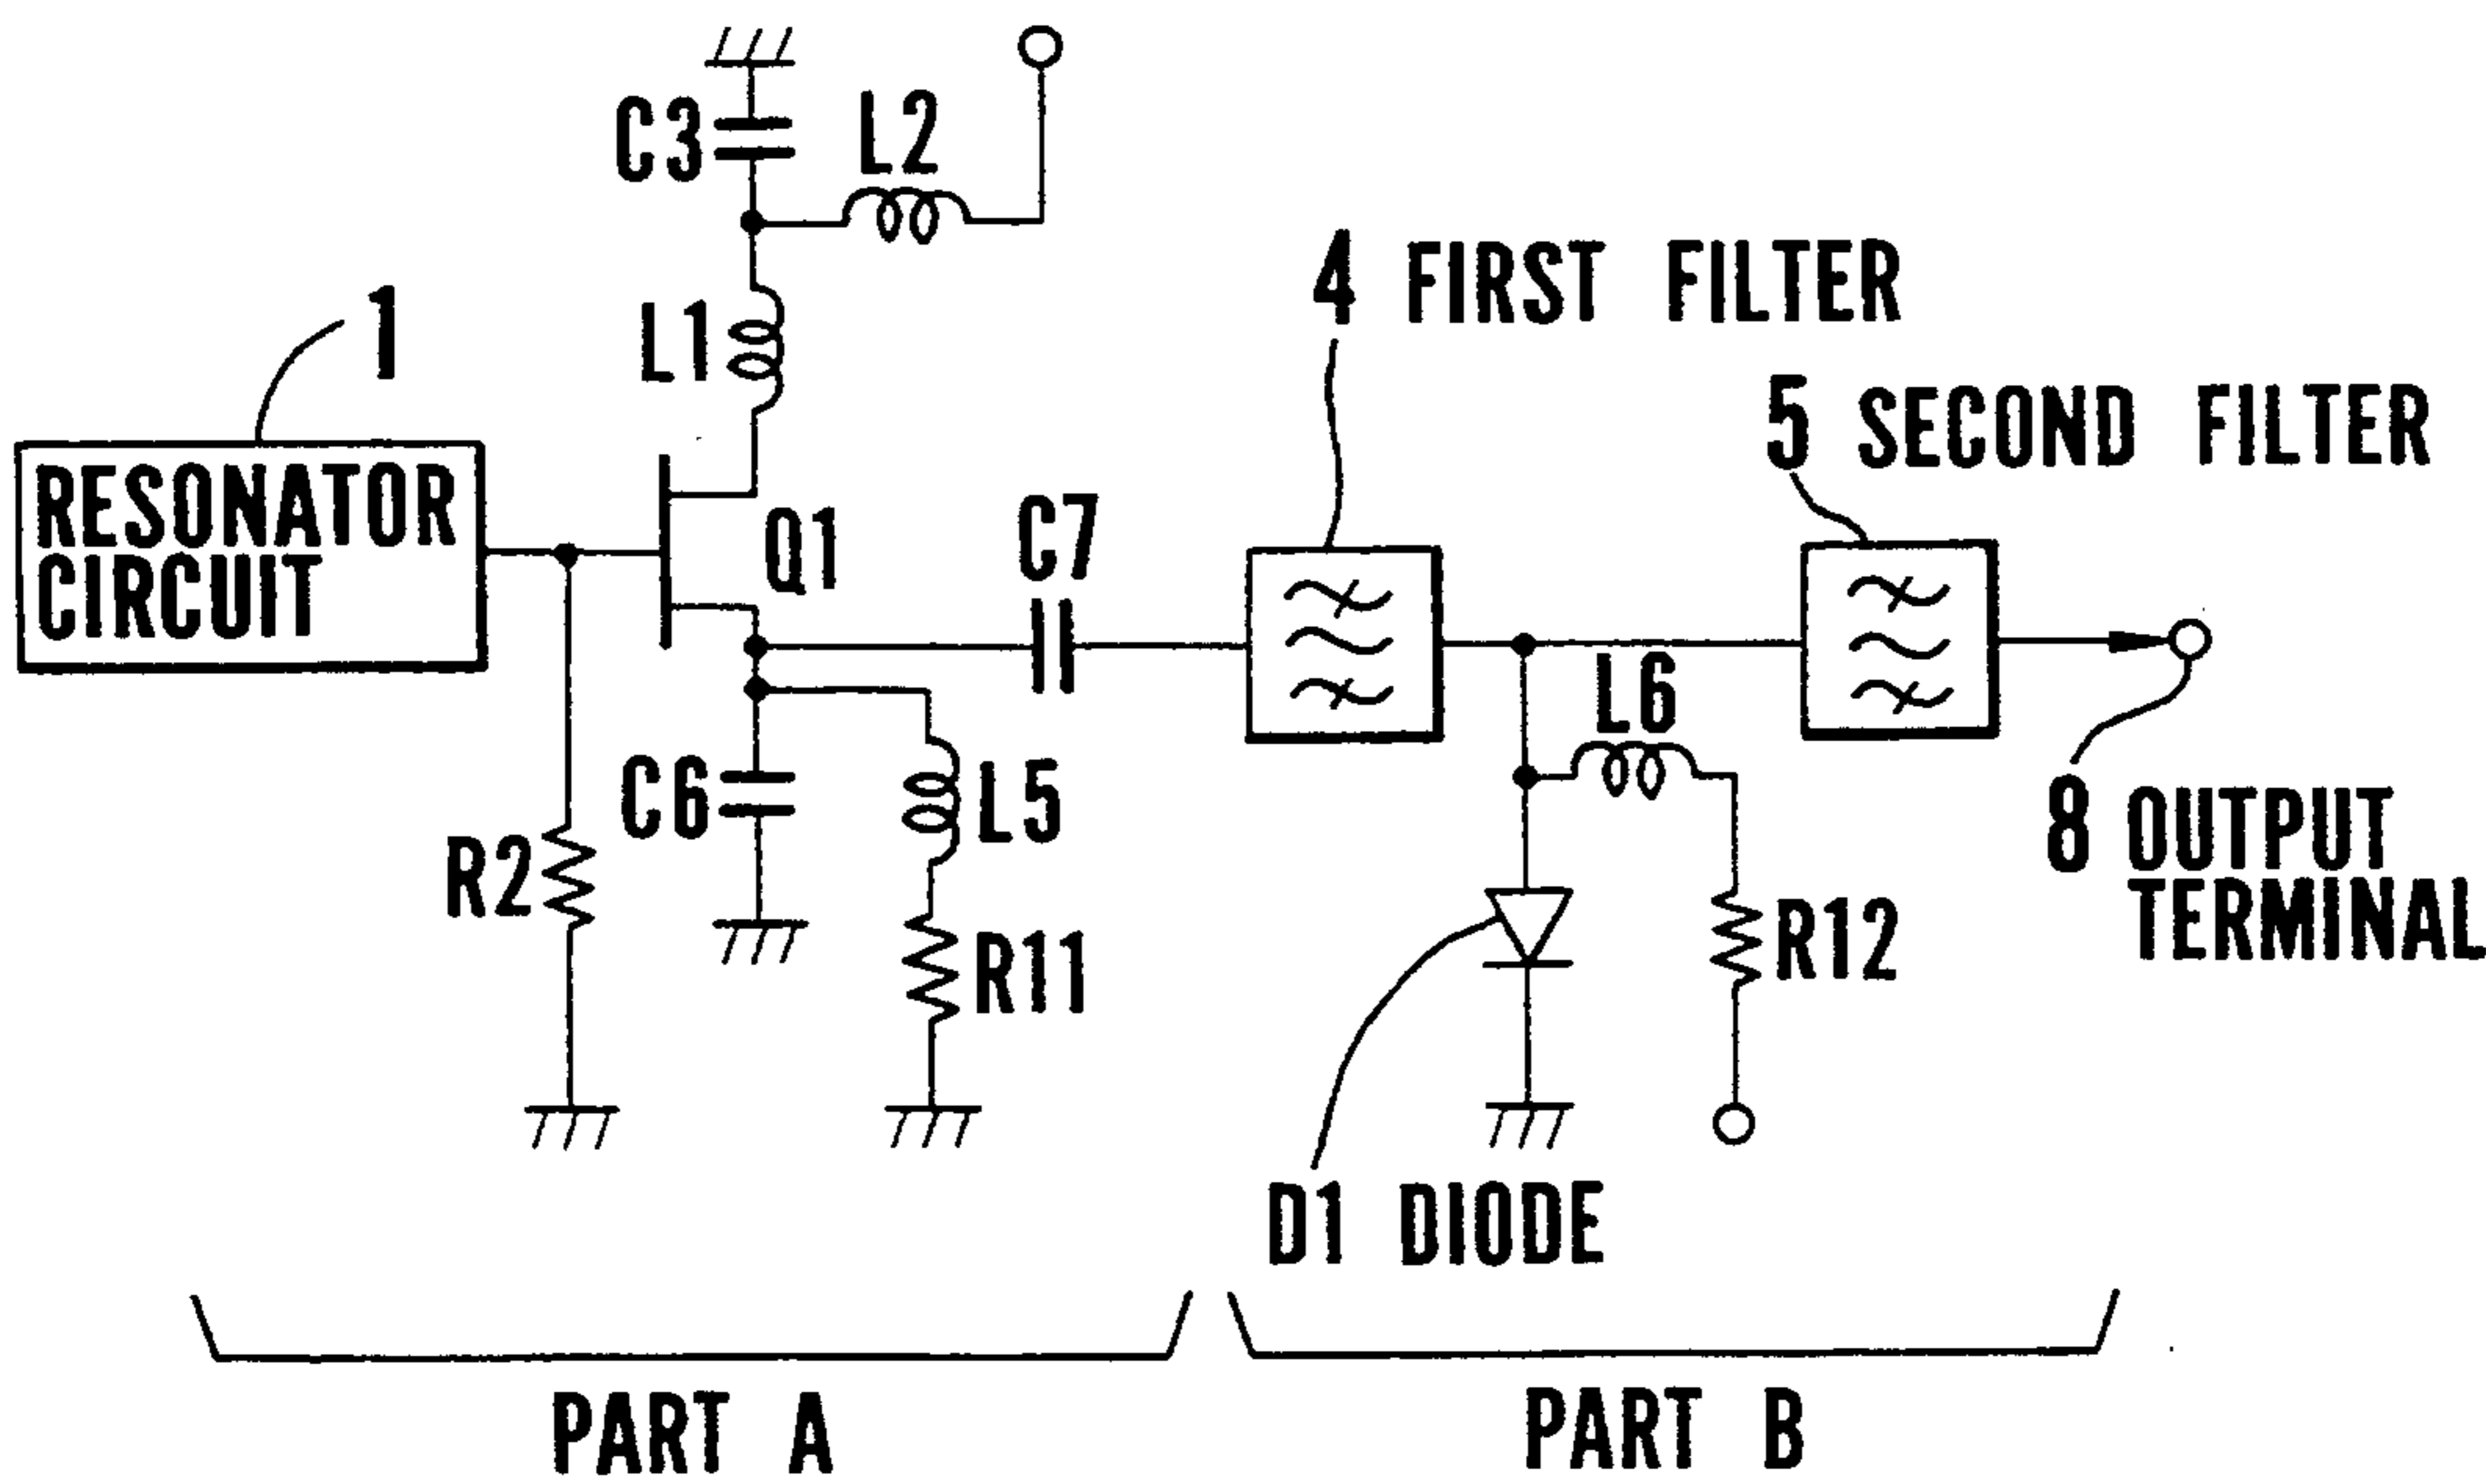 C3
L2
4 FIRST FILTER
1
L1
5 SECOND FILTER
RESONATOR
CIRCUIT
Q1
C7
L6
C6
L5
8 OUTPUT
TERMINAL
R2
R11
R12
D1 DIODE
PART A
PART B